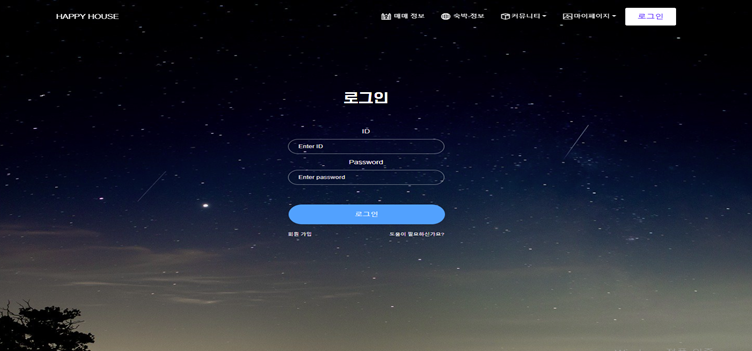 HAPPY HOUSE
매매 정보
숙박 정보
커뮤니티
마이페이지
로그인
로그인
ID
Enter ID
Password
Enter password
로그인
회원 가입
도움이 필요하신가요?